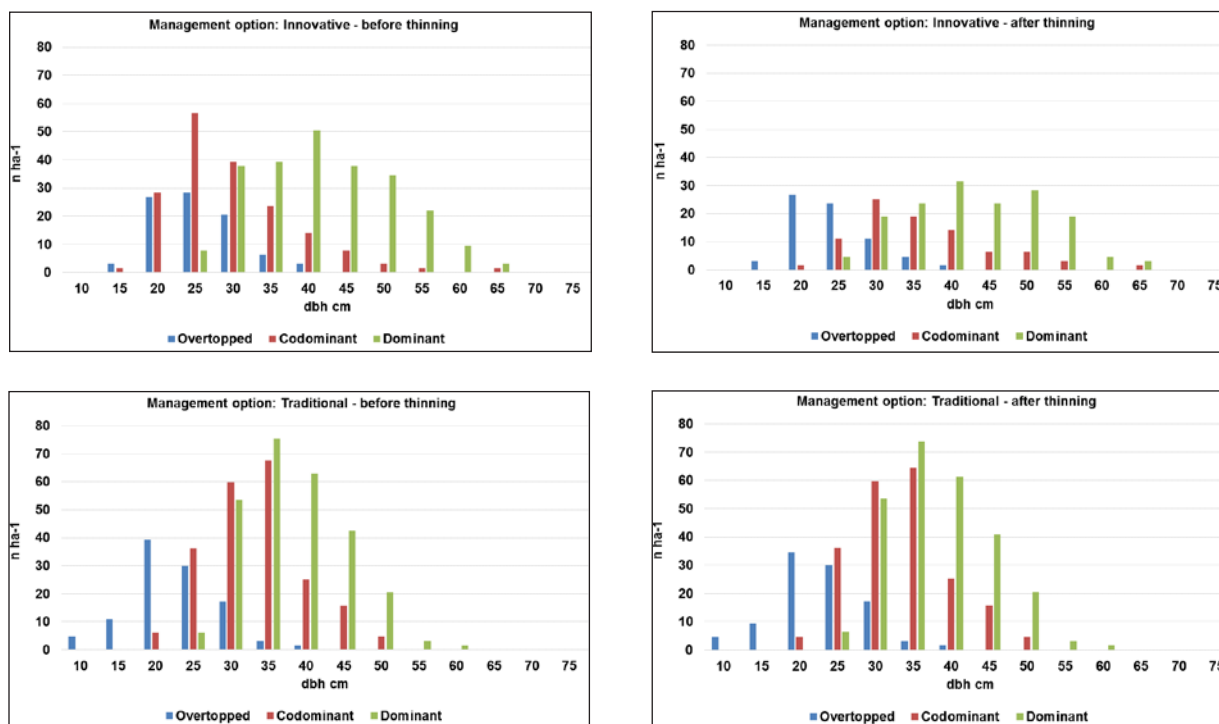 Management option: Innovative - before thinning
80
70
60
50
40
30
20
10
0
n ha-1
10 15 20 25 30 35 40 45 50 55 60 65 70 75
dbh cm
Overtopped Codominant Dominant
Management option: Innovative - after thinning
80
70
60
50
40
30
20
10
0
n ha-1
10 15 20 25 30 35 40 45 50 55 60 65 70 75
dbh cm
Overtopped Codominant Dominant
Management option: Traditional - before thinning
80
70
60
50
40
30
20
10
0
n ha-1
10 15 20 25 30 35 40 45 50 55 60 65 70 75
dbh cm
Overtopped Codominant Dominant
Management option: Traditional - after thinning
80
70
60
50
40
30
20
10
0
n ha-1
10 15 20 25 30 35 40 45 50 55 60 65 70 75
dbh cm
Overtopped Codominant Dominant